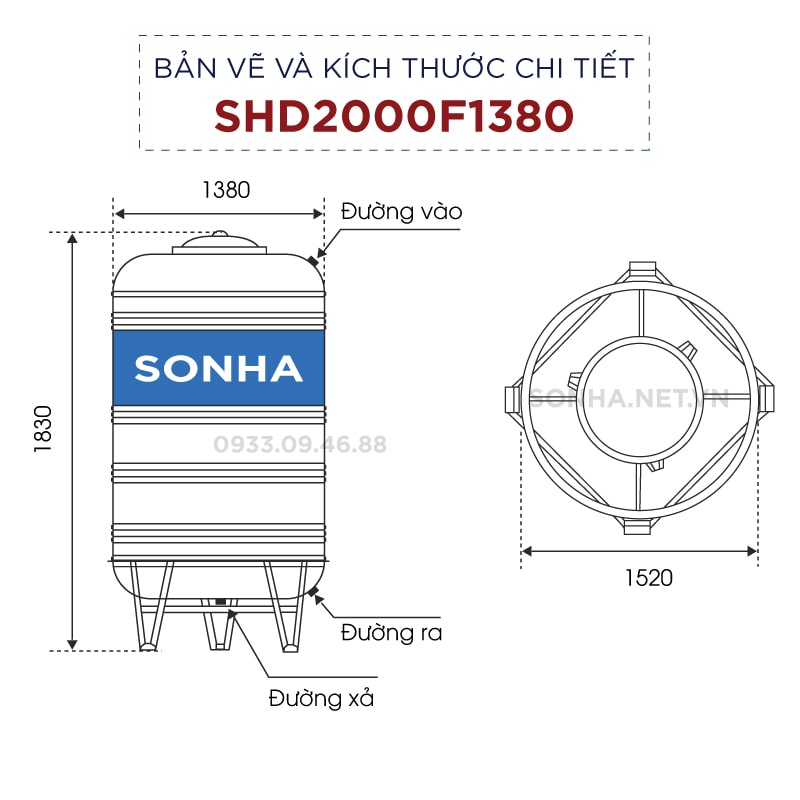 BẢN VẼ VÀ KÍCH THƯỚC CHI TIẾT
SHD2000F1380
1380
Đường vào
SONHA
1830
0933.09.46.88
SONHA.NET.VN
1520
Đường ra
Đường xả